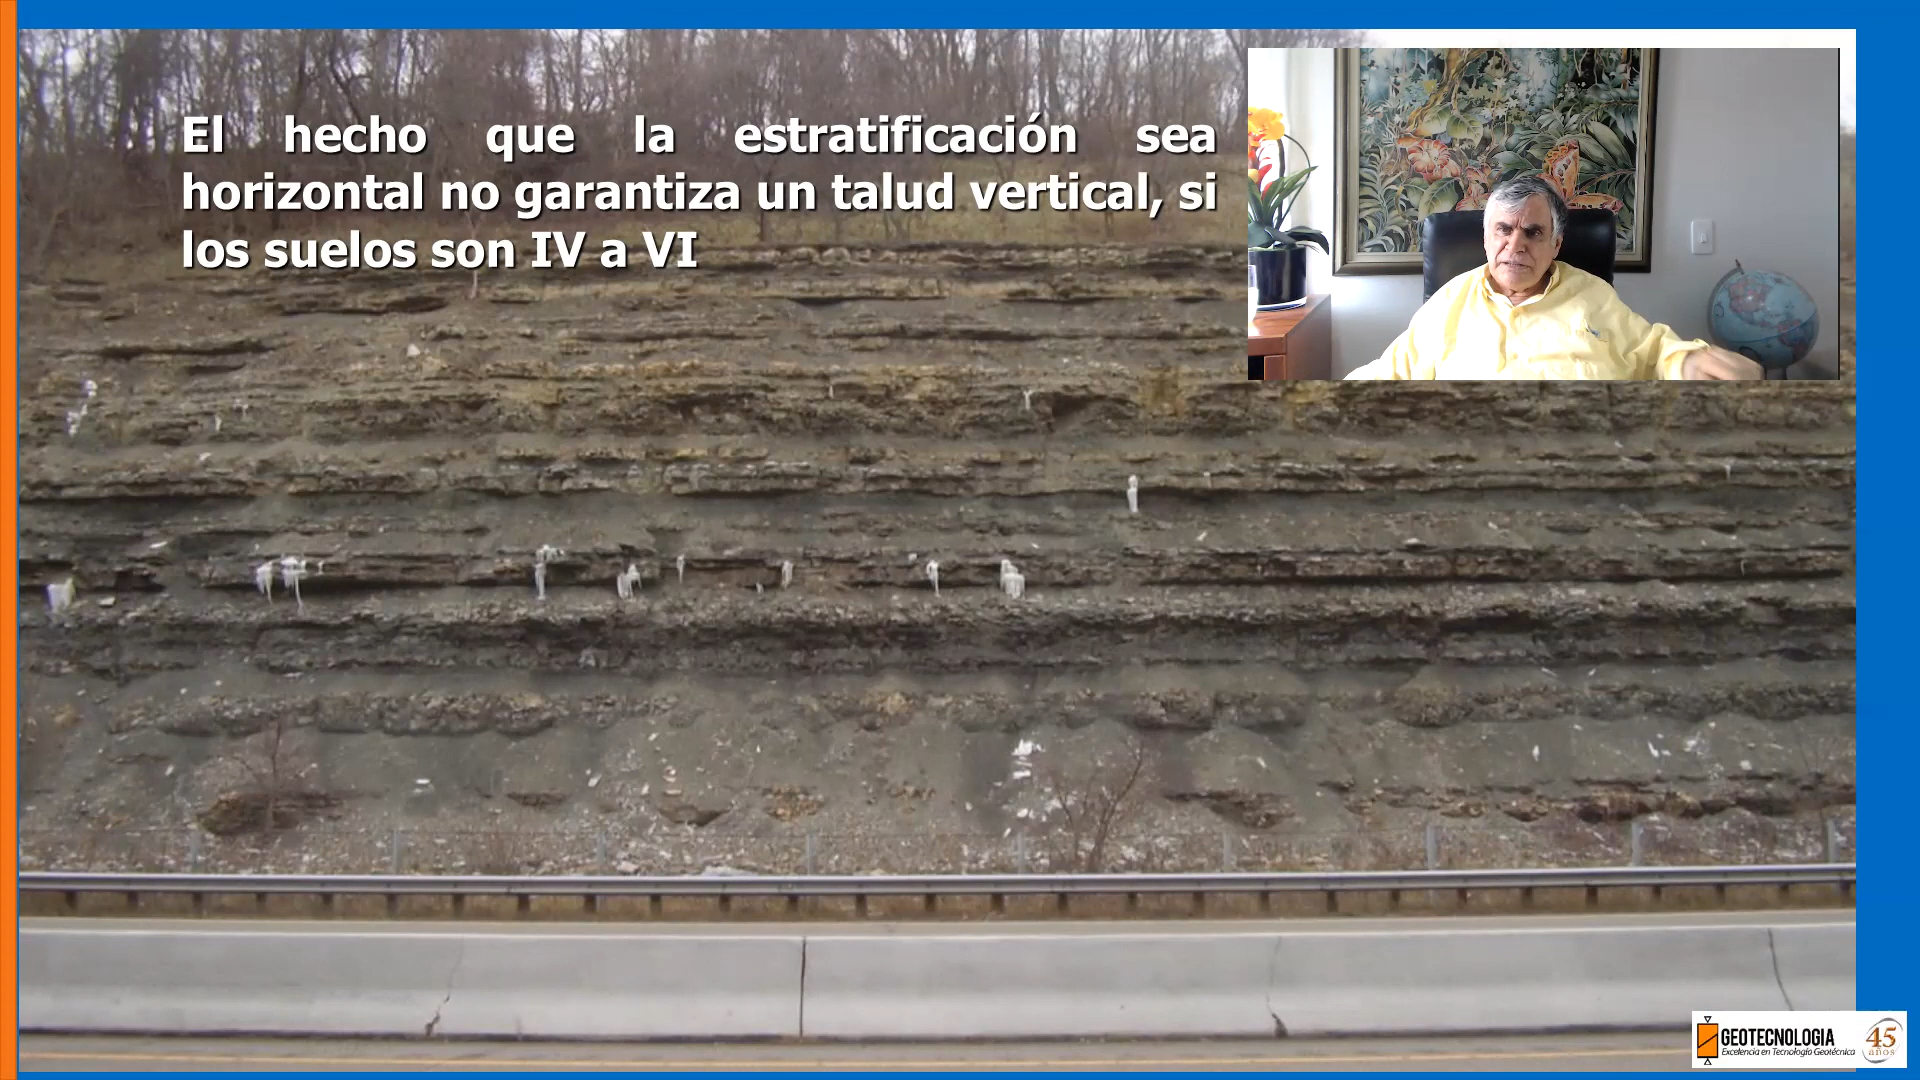 El hecho que la estratificación sea
horizontal no garantiza un talud vertical, si
los suelos son IV a VI
GEOTECNOLOGIA
Excelencia en Tecnología Geotécnica
45
años